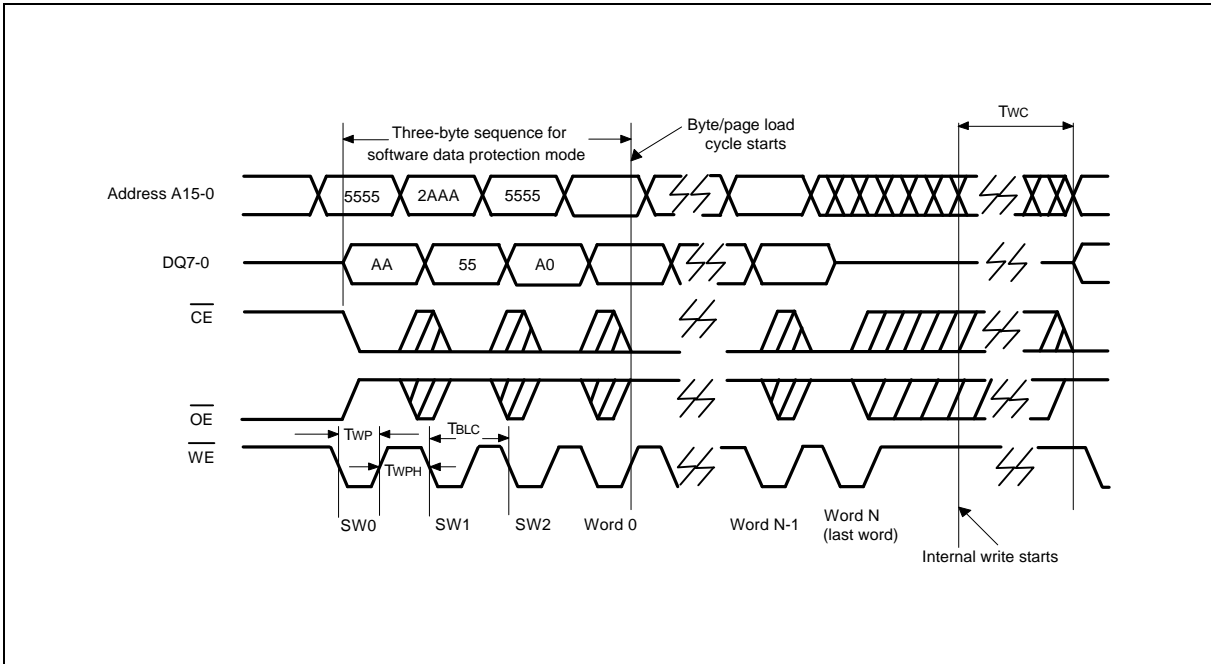 TWC
Three-byte sequence for
software data protection mode
Byte/page load
cycle starts
Address A15-0
5555
2AAA
5555
DQ7-0
AA
55
A0
CE
OE
TWP
TBLC
WE
TWPH
SW0
SW1
SW2
Word 0
Word N-1
Word N
(last word)
Internal write starts